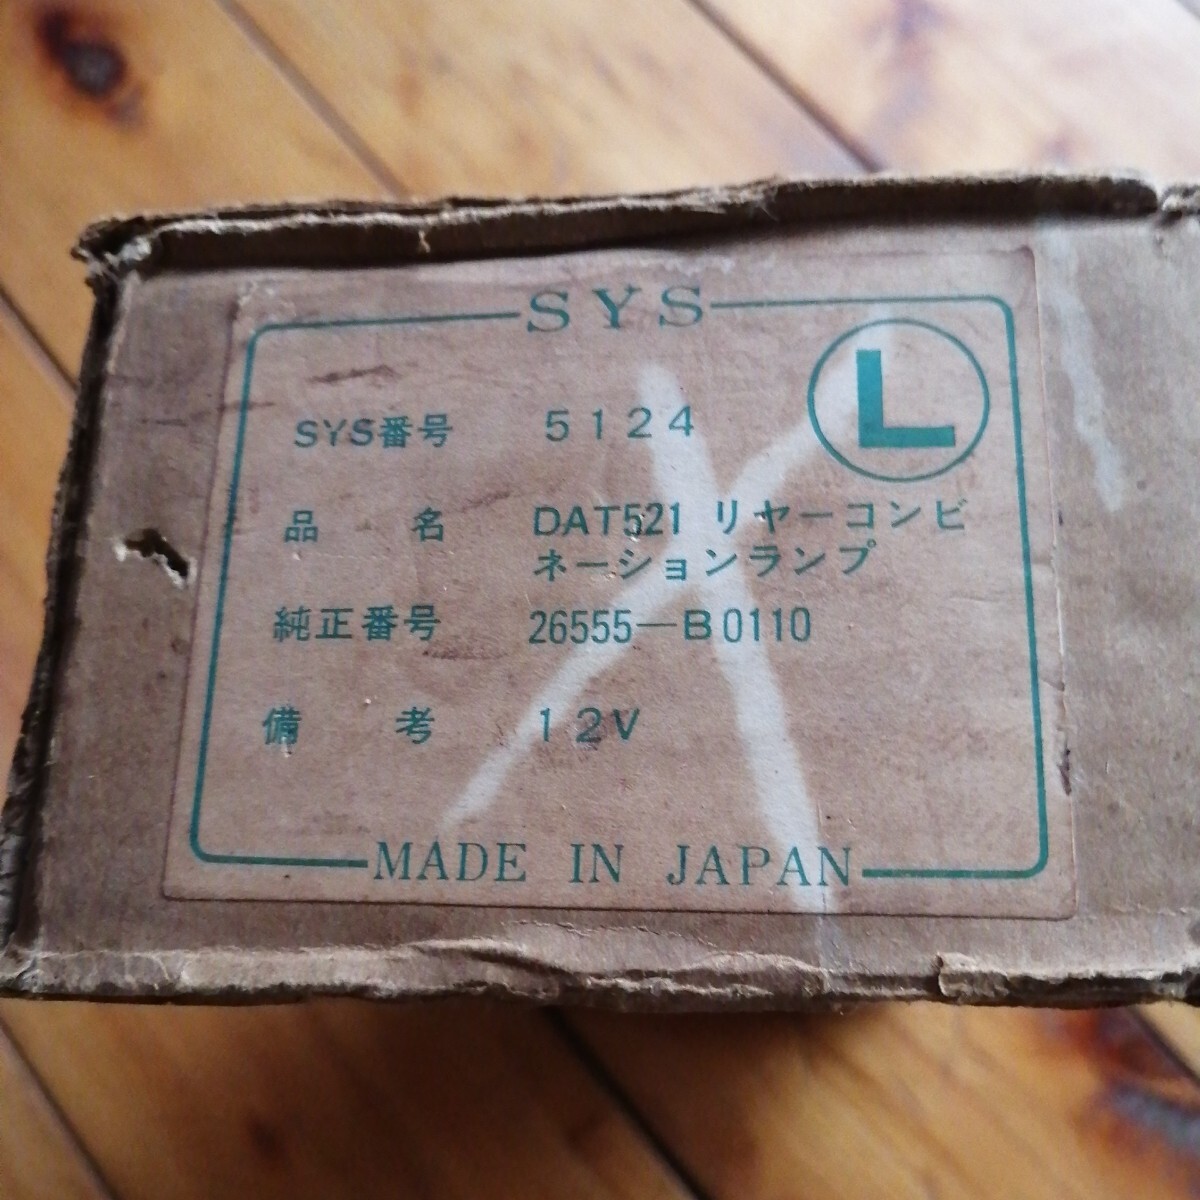 SYS
L
SYS番号 5124
品名 DAT521 リヤーコンビ
ネーションランプ
純正番号 26555-B0110
備考 12V
MADE IN JAPAN